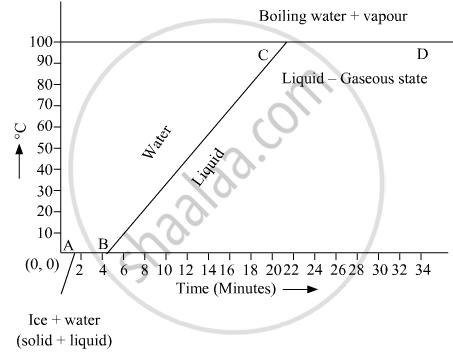 Boiling water + vapour
100
C
D
90
Liquid – Gaseous state
80
70
60
°C
50
Water
40
Liquid
30
20
10
A
B
(0, 0)
2 4 6 8 10 12 14 16 18 20 22 24 26 28 30 32 34
Time (Minutes)
Ice + water
(solid + liquid)
shaalaa.com